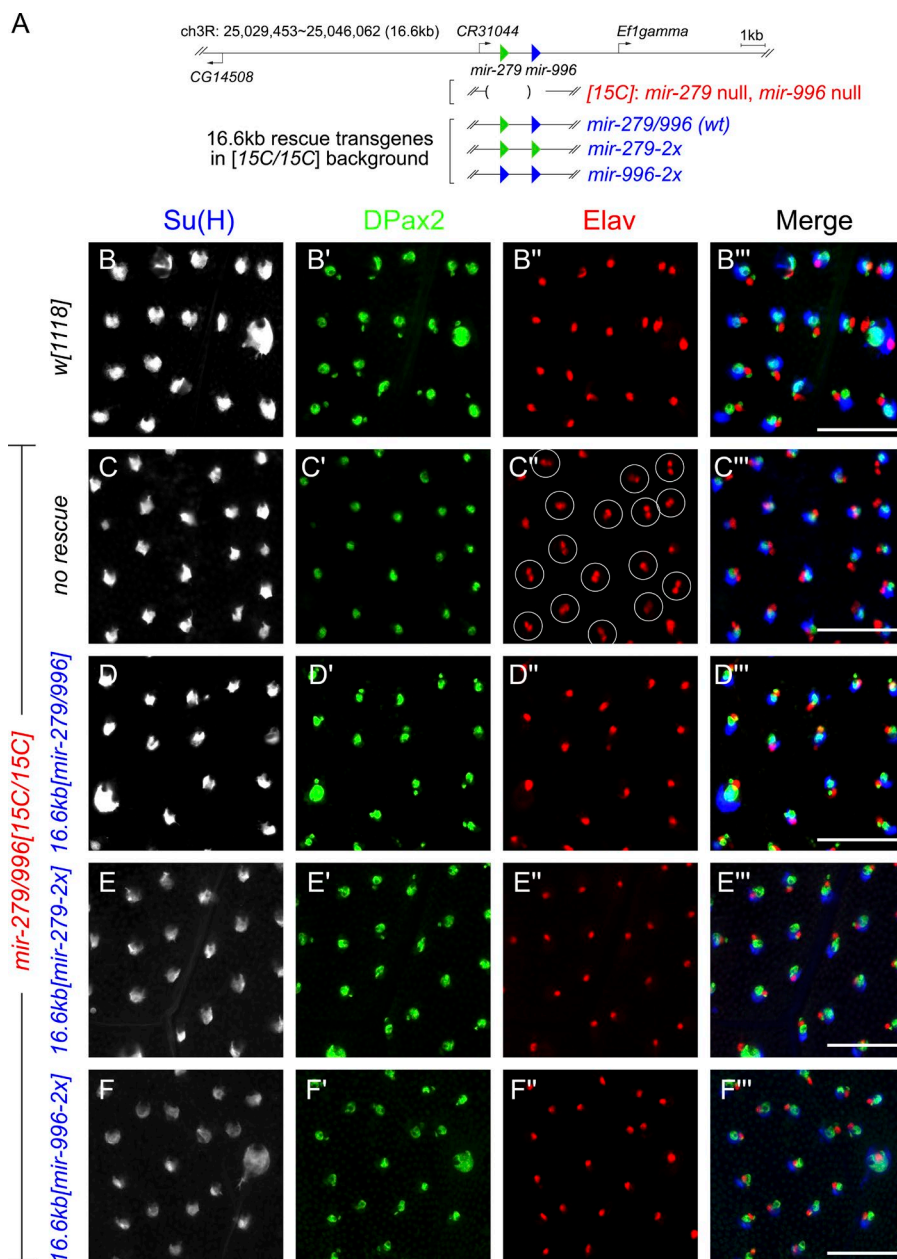 A
ch3R: 25,029,453~25,046,062 (16.6kb)
CR31044
Ef1gamma
1kb
CG14508
mir-279
mir-996
[15C]: mir-279 null, mir-996 null
16.6kb rescue transgenes
in [15C/15C] background
mir-279/996 (wt)
mir-279-2x
mir-996-2x
Su(H)
DPax2
Elav
Merge
w[1118]
B
B'
B''
B'''
no rescue
C
C'
C''
C'''
mir-279/996[15C/15C]
16.6kb[mir-279/996]
D
D'
D''
D'''
16.6kb[mir-279-2x]
E
E'
E''
E'''
16.6kb[mir-996-2x]
F
F'
F''
F'''